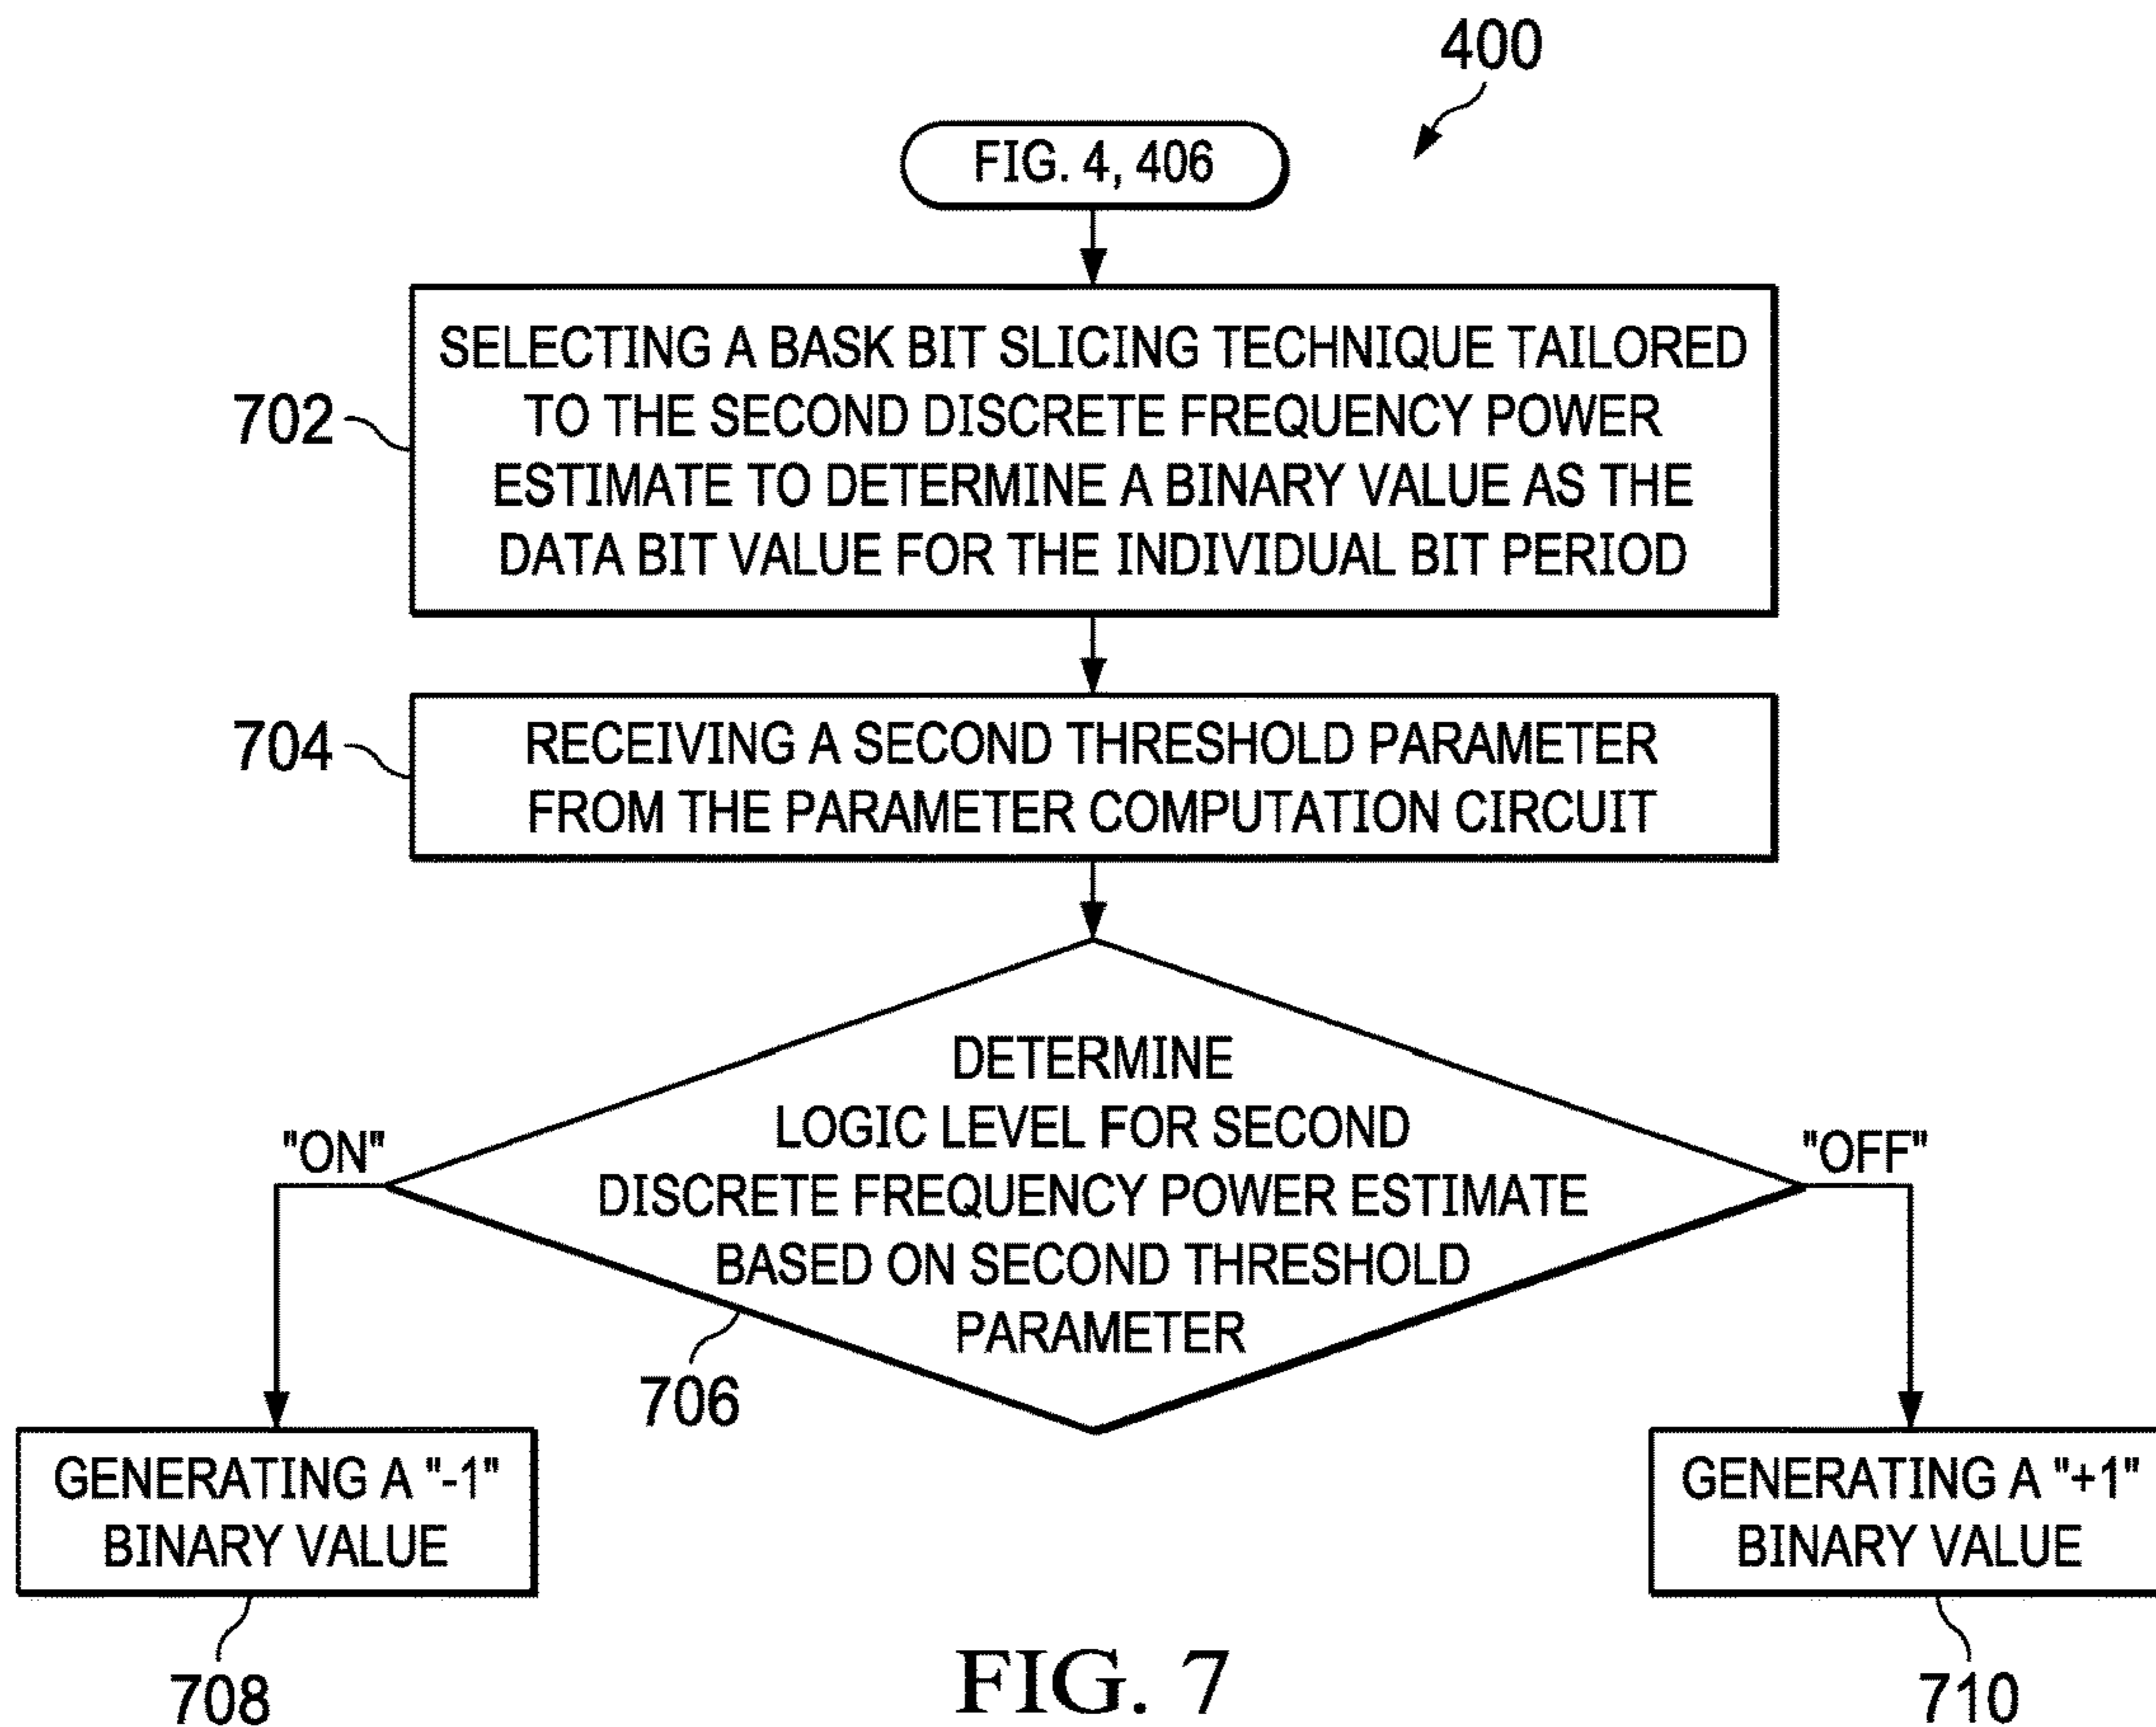 400
FIG. 4, 406
702
SELECTING A BASK BIT SLICING TECHNIQUE TAILORED
TO THE SECOND DISCRETE FREQUENCY POWER
ESTIMATE TO DETERMINE A BINARY VALUE AS THE
DATA BIT VALUE FOR THE INDIVIDUAL BIT PERIOD
704
RECEIVING A SECOND THRESHOLD PARAMETER
FROM THE PARAMETER COMPUTATION CIRCUIT
DETERMINE
LOGIC LEVEL FOR SECOND
DISCRETE FREQUENCY POWER ESTIMATE
BASED ON SECOND THRESHOLD
PARAMETER
"ON"
"OFF"
706
GENERATING A "-1"
BINARY VALUE
708
GENERATING A "+1"
BINARY VALUE
710
FIG. 7